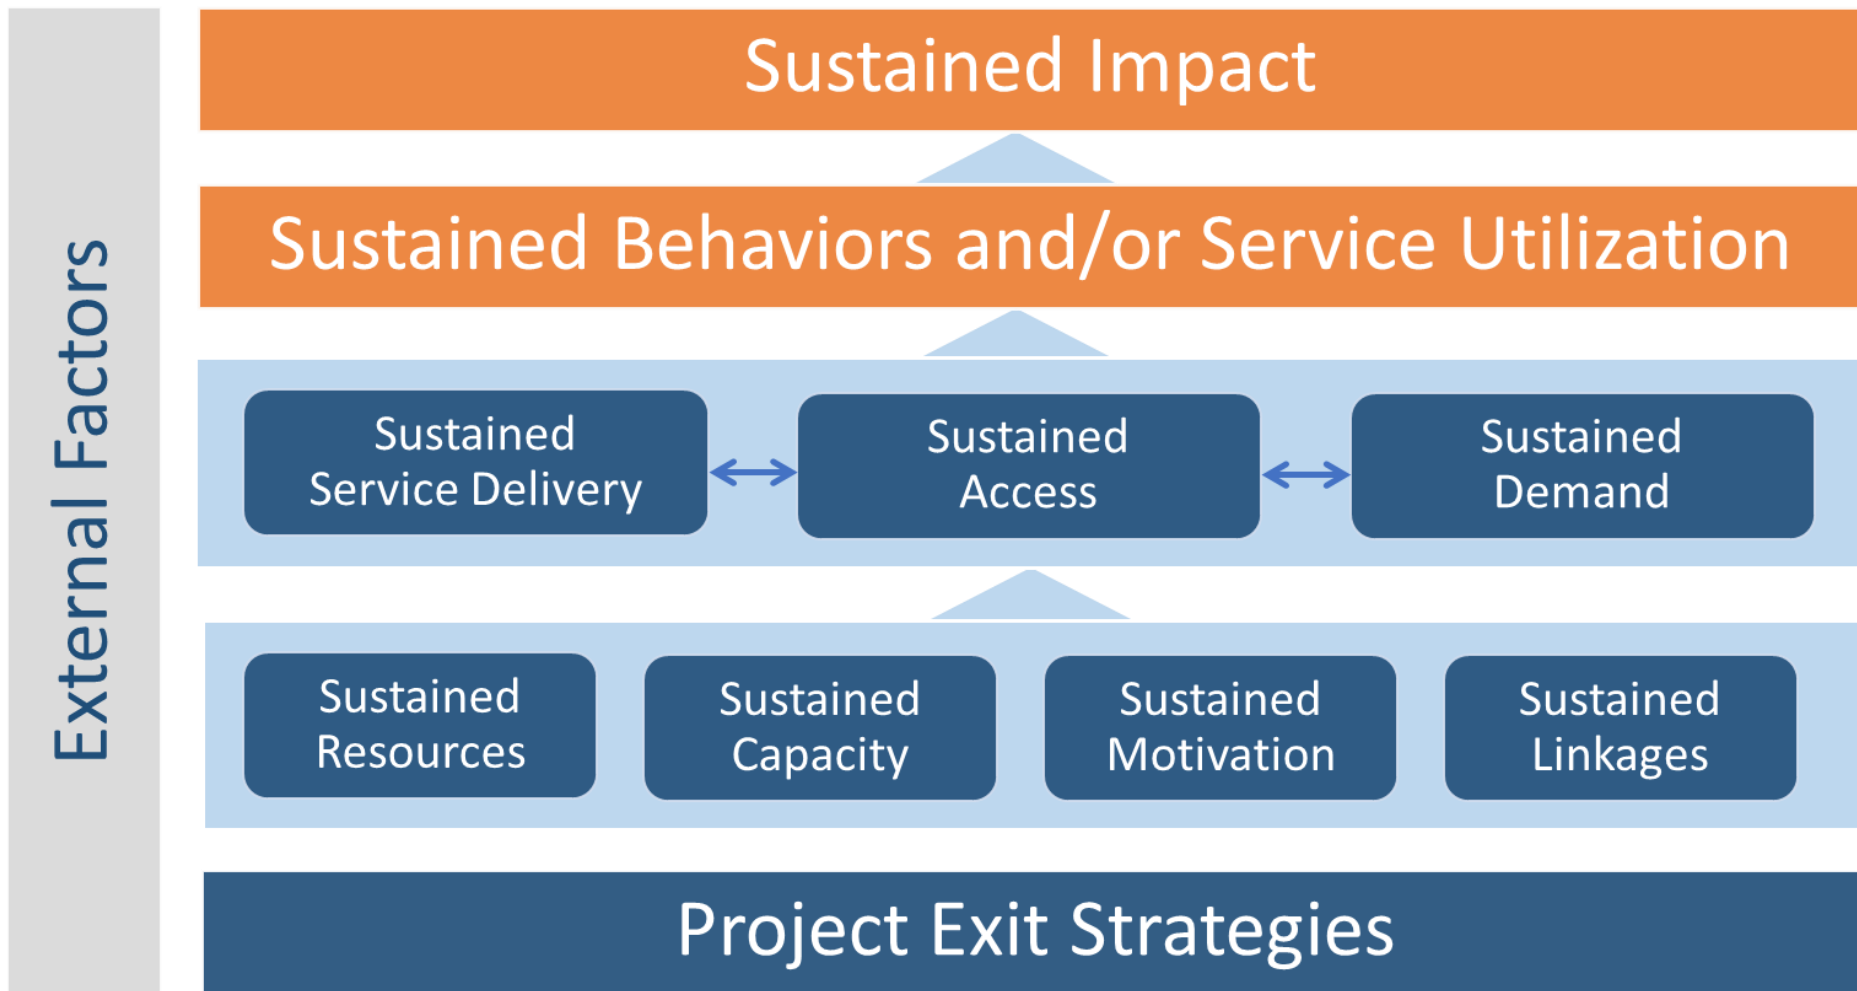 External Factors
Sustained Impact
Sustained Behaviors and/or Service Utilization
Sustained
Service Delivery
Sustained
Access
Sustained
Demand
Sustained
Resources
Sustained
Capacity
Sustained
Motivation
Sustained
Linkages
Project Exit Strategies